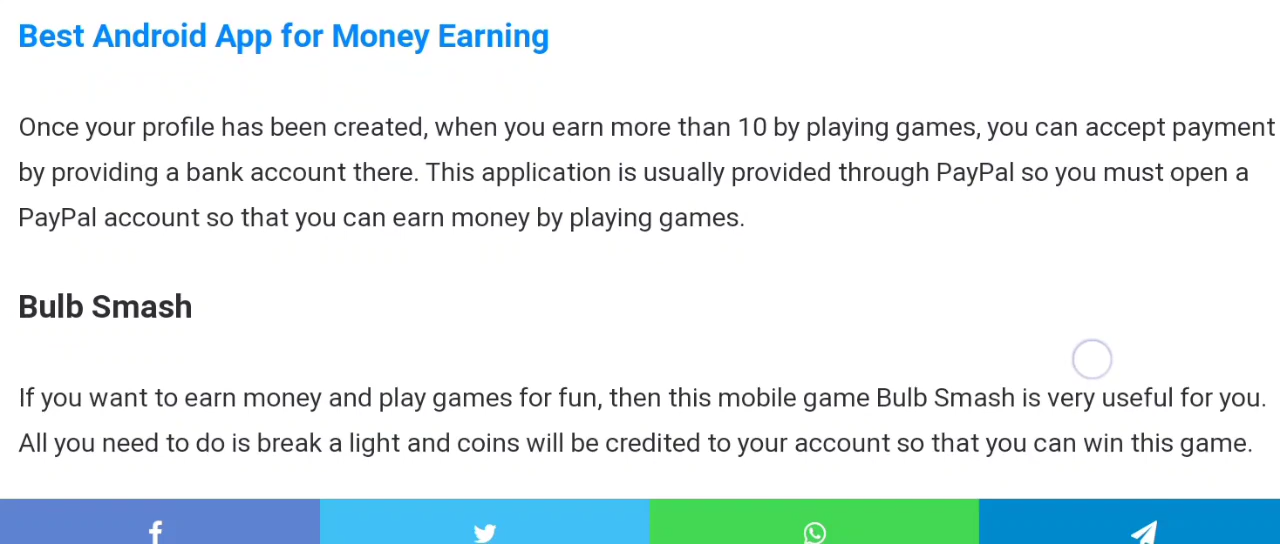 Best Android App for Money Earning
Once your profile has been created, when you earn more than 10 by playing games, you can accept payment
by providing a bank account there. This application is usually provided through PayPal so you must open a
PayPal account so that you can earn money by playing games.
Bulb Smash
If you want to earn money and play games for fun, then this mobile game Bulb Smash is very useful for you.
All you need to do is break a light and coins will be credited to your account so that you can win this game.